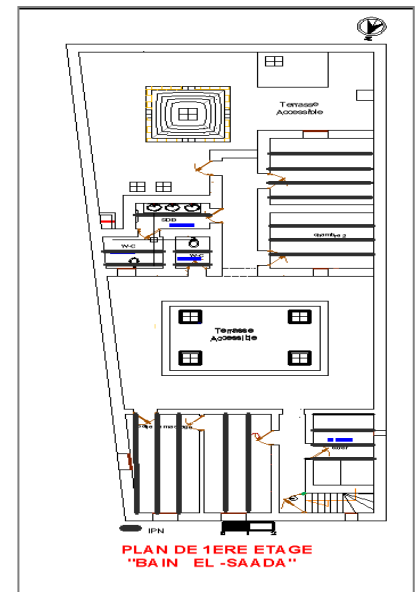 N
Terrasse
Accessible
SDB
W-C
W-C
Terrasse
Accessible
IPN
PLAN DE 1ERE ETAGE
"BAIN EL -SAADA"